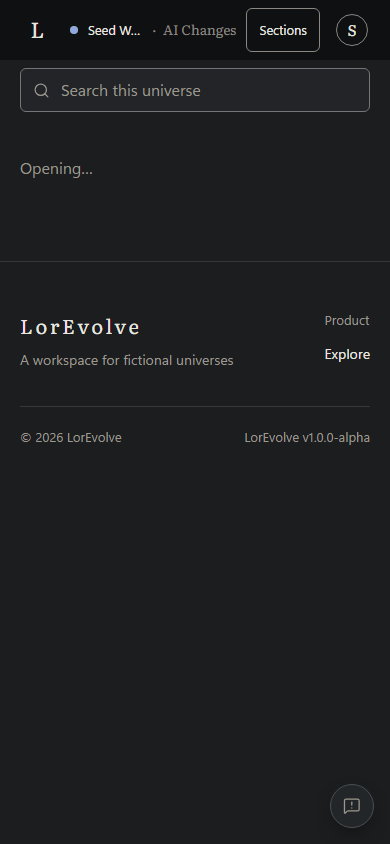 L
Seed W... · AI Changes
Sections
S
Search this universe
Opening...
LorEvolve
A workspace for fictional universes
Product
Explore
© 2026 LorEvolve
LorEvolve v1.0.0-alpha